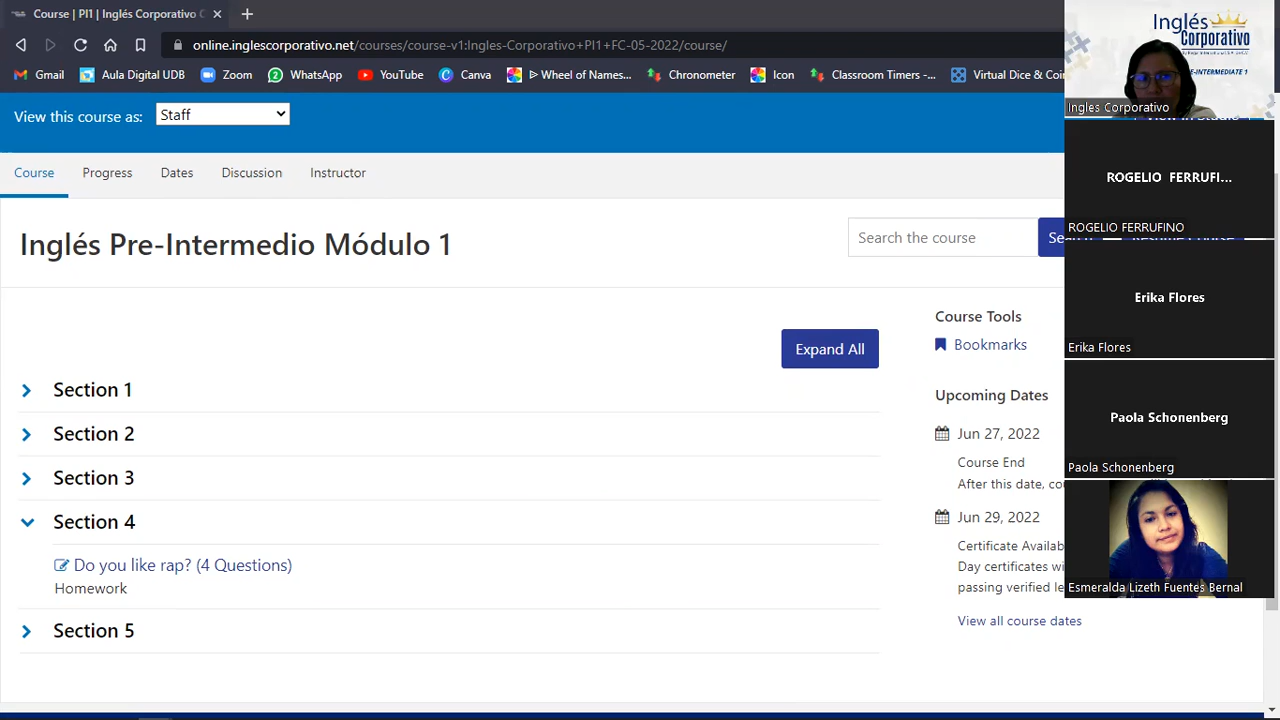 Course | PI1 | Inglés Corporativo
online.inglescorporativo.net/courses/course-v1:Ingles-Corporativo+PI1+FC-05-2022/course/
Gmail Aula Digital UDB Zoom WhatsApp YouTube Canva ᐅ Wheel of Names... Chronometer Icon Classroom Timers -... Virtual Dice & Coin
View this course as: Staff
Course Progress Dates Discussion Instructor
Inglés Pre-Intermedio Módulo 1
Search the course
Expand All
Section 1
Section 2
Section 3
Section 4
Do you like rap? (4 Questions)
Homework
Section 5
Course Tools
Bookmarks
Upcoming Dates
Jun 27, 2022
Course End
After this date,
Jun 29, 2022
Certificate
Day certificates
passing verified
View all course dates
Inglés
Corporativo
Ingles Corporativo
ROGELIO FERRUFI...
ROGELIO FERRUFINO
Erika Flores
Erika Flores
Paola Schonenberg
Paola Schonenberg
Esmeralda Lizeth Fuentes Bernal